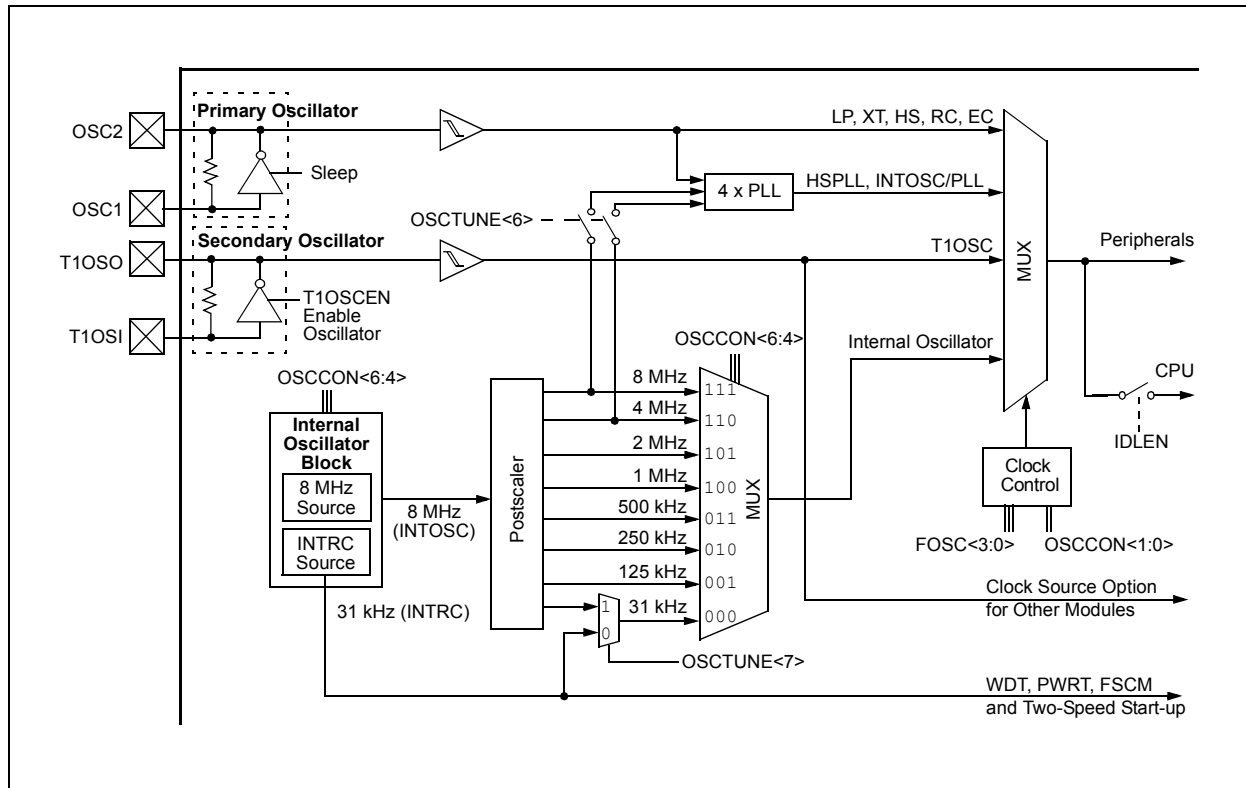 Primary Oscillator
OSC2
LP, XT, HS, RC, EC
Sleep
4 x PLL
HSPLL, INTOSC/PLL
OSC1
OSCTUNE<6>
Secondary Oscillator
T1OSO
T1OSC
MUX
Peripherals
T1OSCEN
Enable
Oscillator
T1OSI
OSCCON<6:4>
Internal Oscillator
OSCCON<6:4>
Internal
Oscillator
Block
8 MHz
Source
INTRC
Source
8 MHz
(INTOSC)
31 kHz (INTRC)
Postscaler
8 MHz
111
4 MHz
110
2 MHz
101
1 MHz
100
500 kHz
011
250 kHz
010
125 kHz
001
1
0
31 kHz
000
MUX
OSCTUNE<7>
CPU
IDLEN
Clock
Control
FOSC<3:0>
OSCCON<1:0>
Clock Source Option
for Other Modules
WDT, PWRT, FSCM
and Two-Speed Start-up